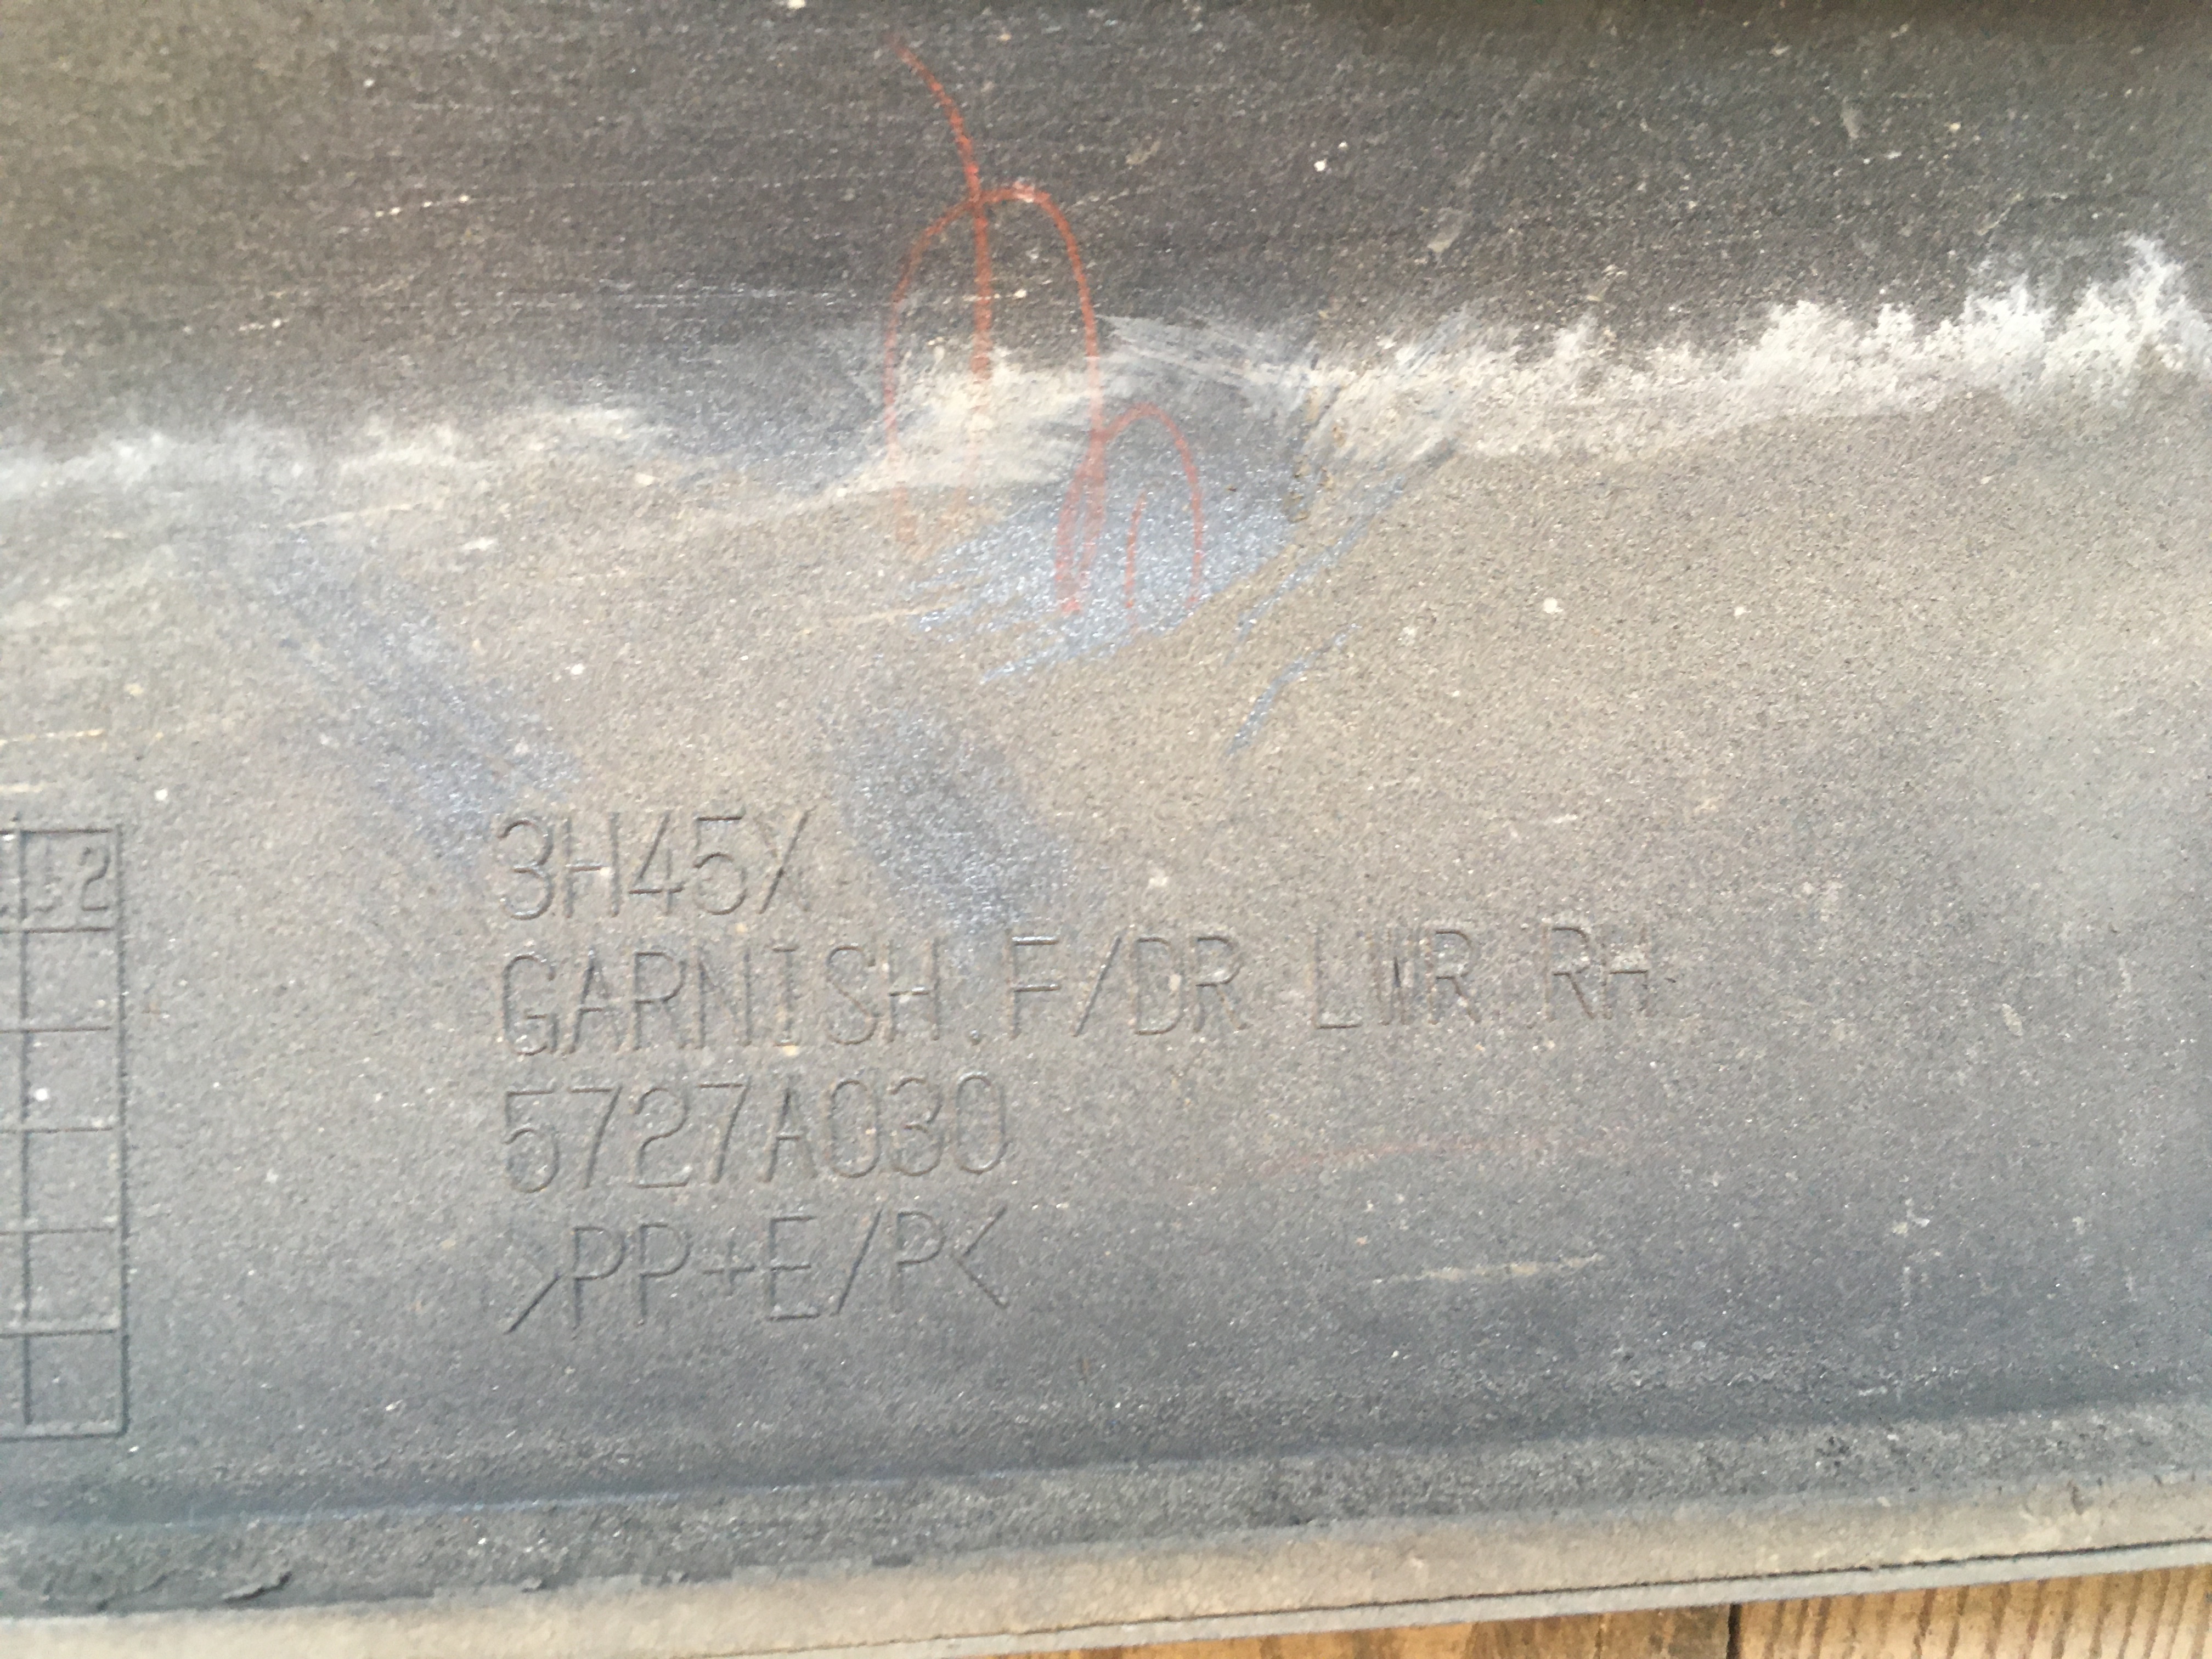 3H45X
GARNISH.F/DR LWR.RH
5727A030
>PP+E/P<